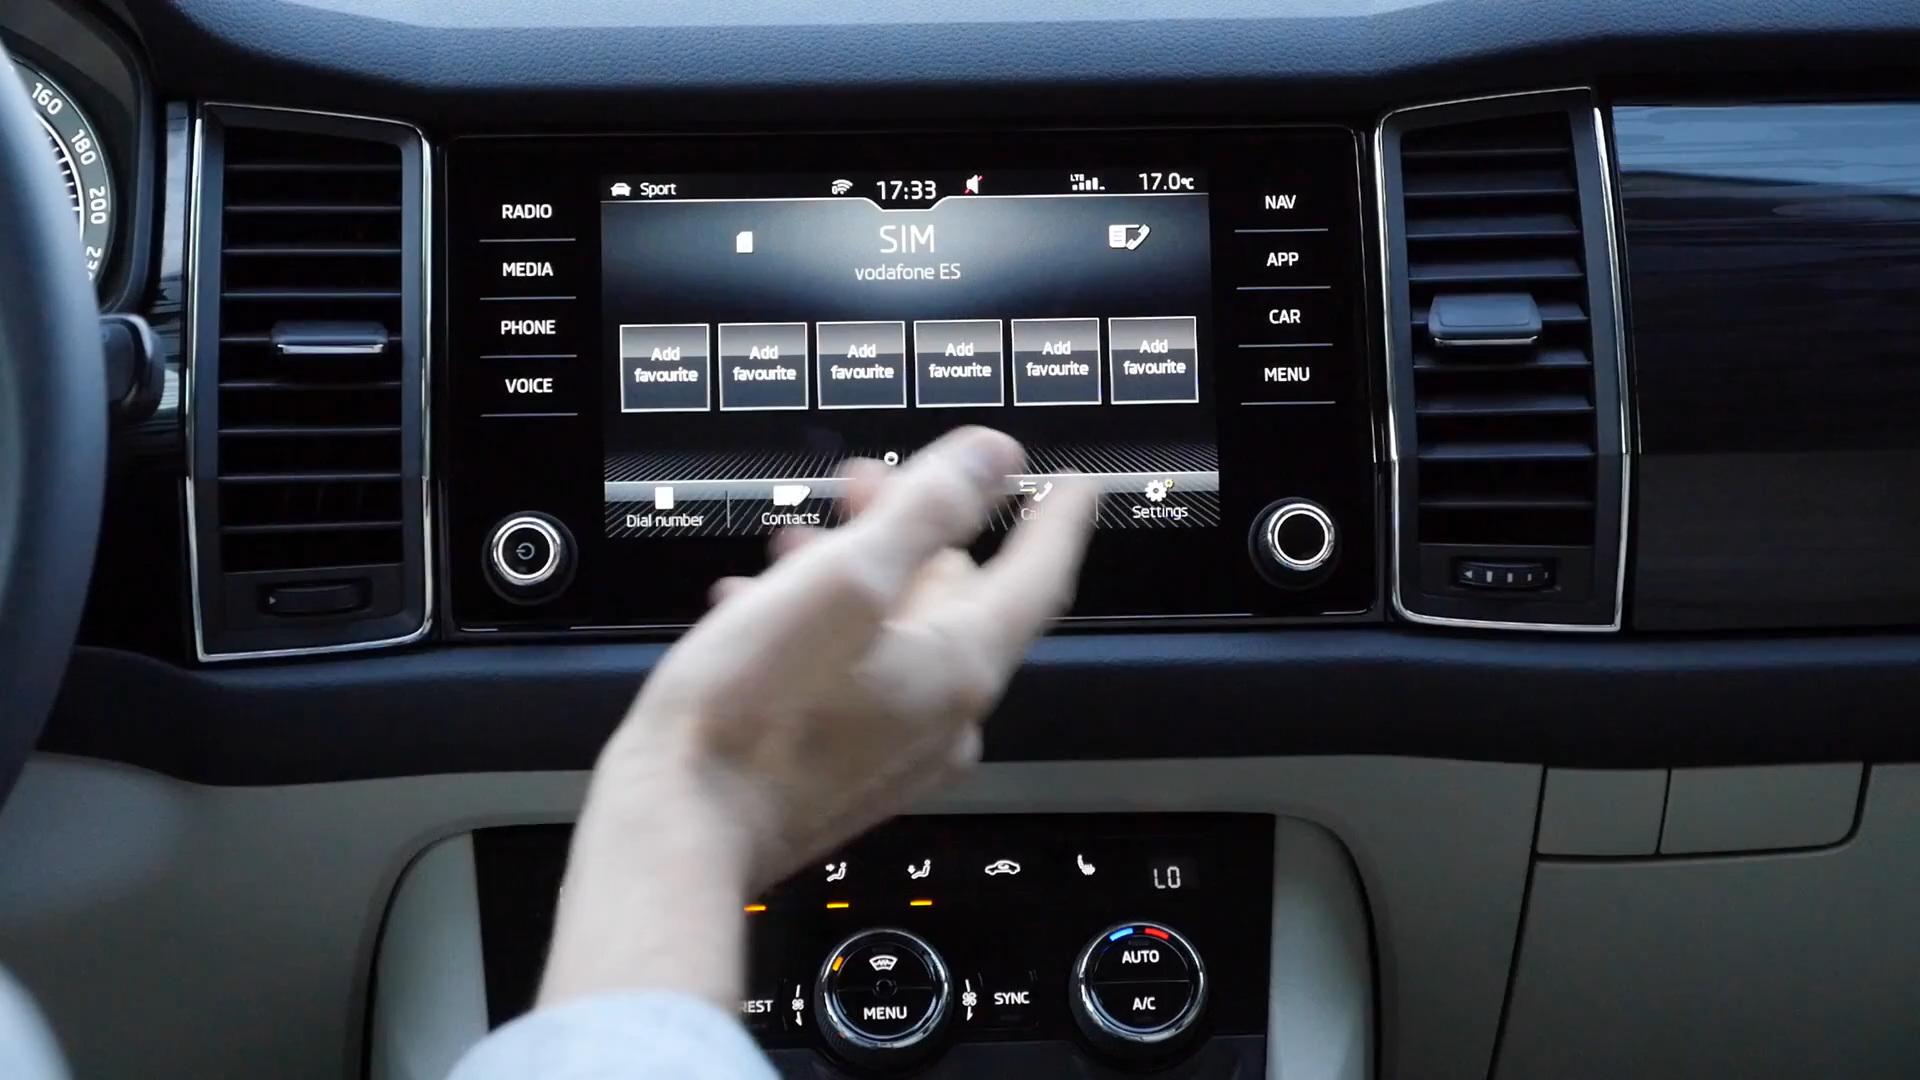 160
180
200
RADIO
MEDIA
PHONE
VOICE
Sport
17:33
LTE
17.0°C
SIM
vodafone ES
Add favourite
Add favourite
Add favourite
Add favourite
Add favourite
Add favourite
Dial number
Contacts
Settings
NAV
APP
CAR
MENU
LO
REST
MENU
SYNC
AUTO
A/C